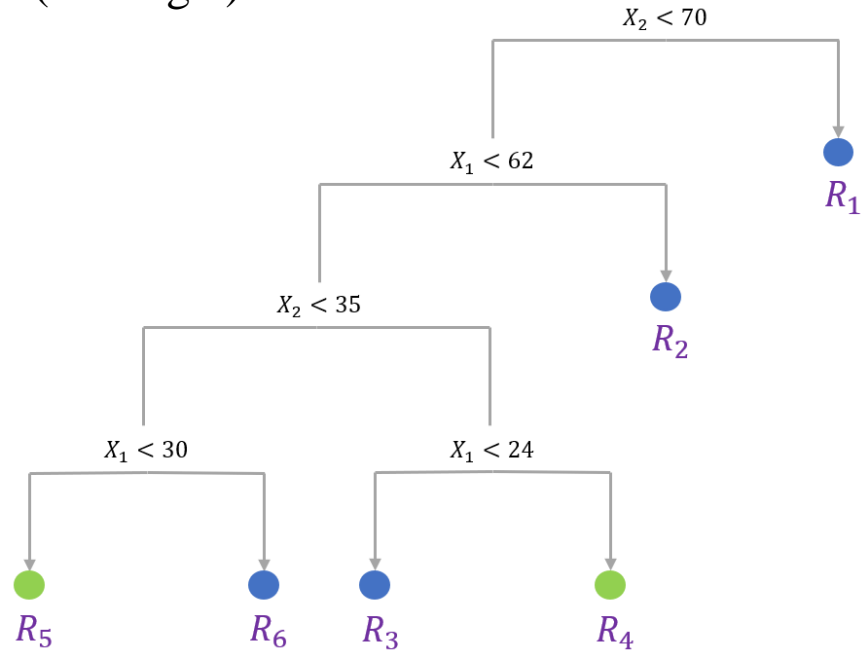 X₂ < 70
R₁
X₁ < 62
R₂
X₂ < 35
X₁ < 30
X₁ < 24
R₅
R₆
R₃
R₄